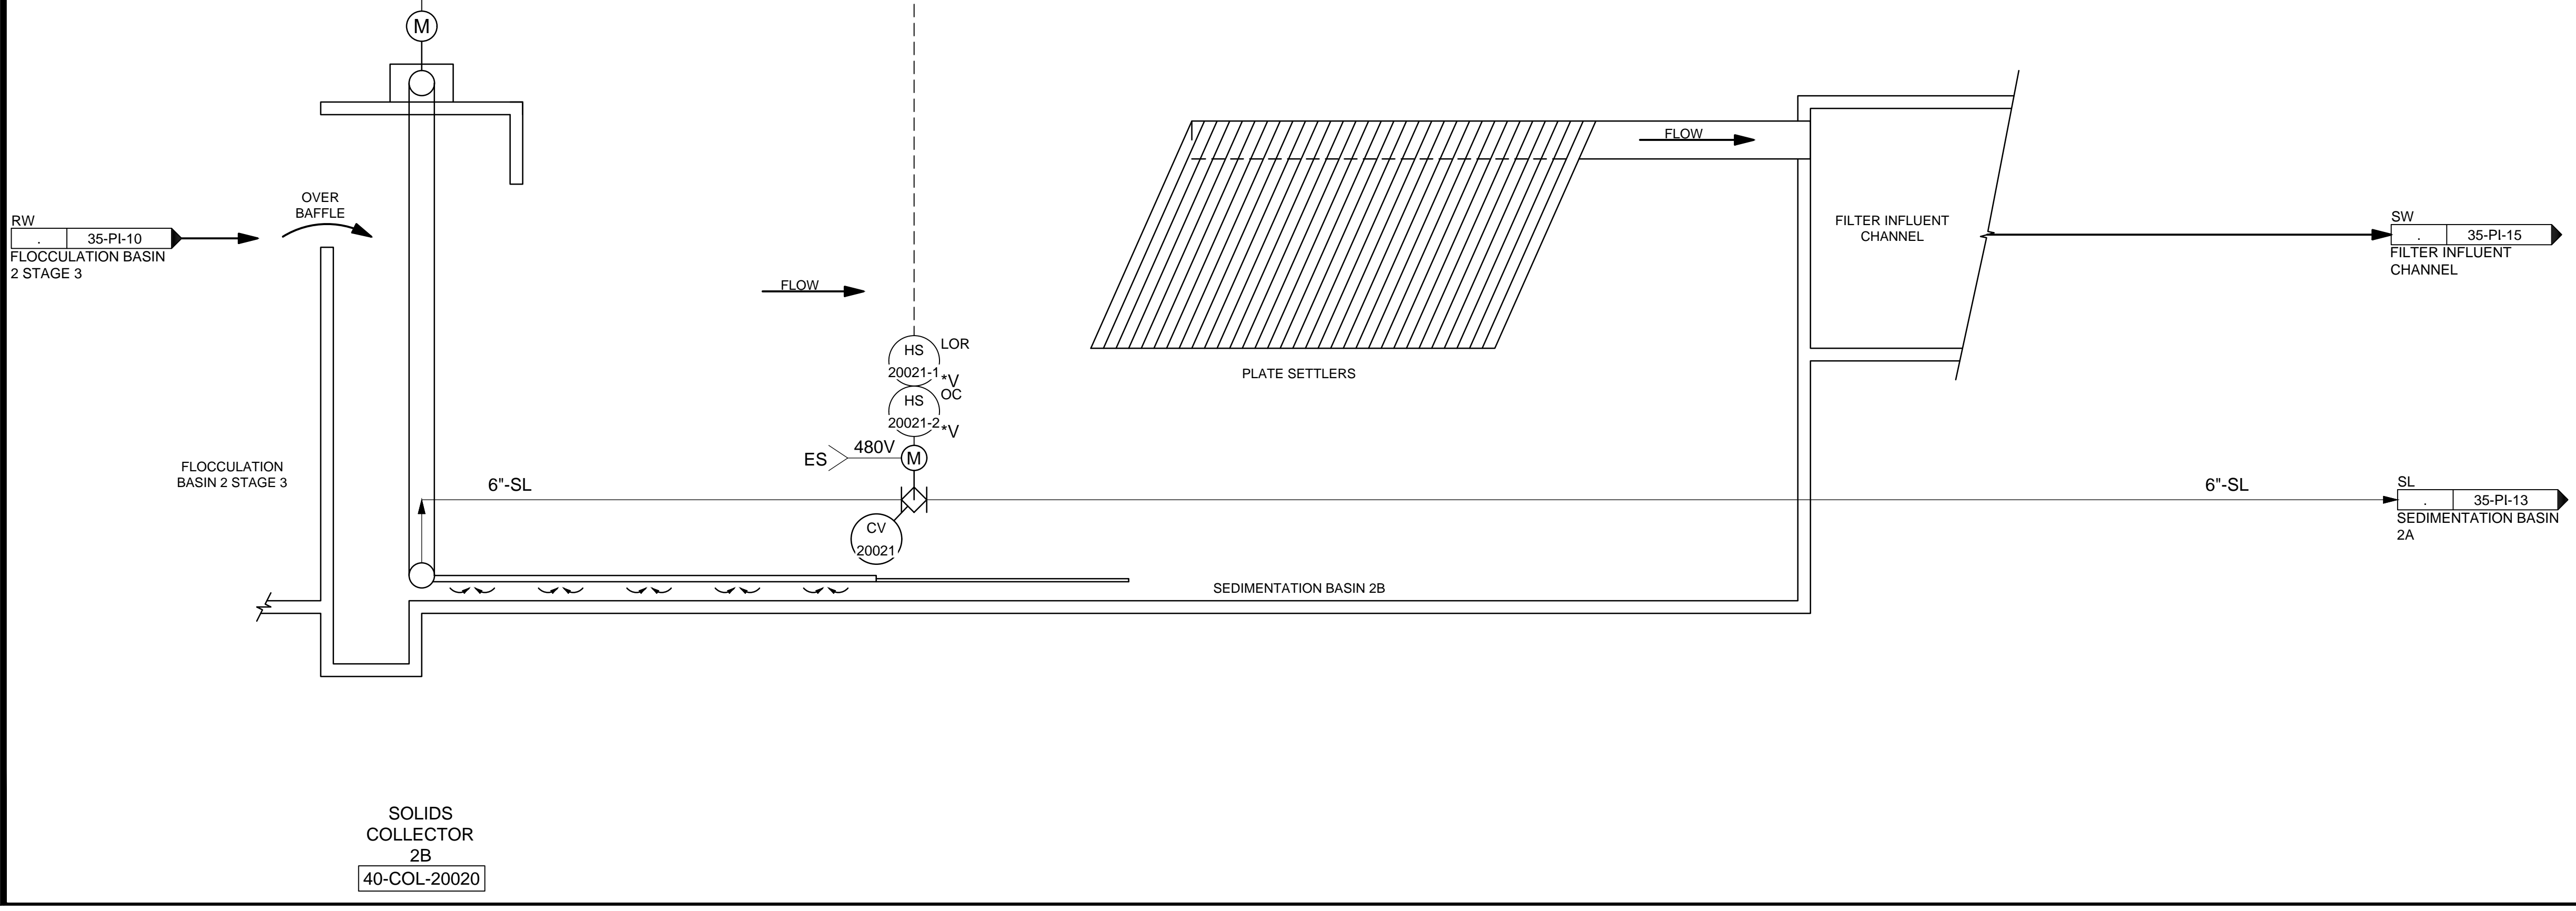 M
RW
. 35-PI-10
FLOCCULATION BASIN
2 STAGE 3
OVER
BAFFLE
FLOW
FLOW
PLATE SETTLERS
FILTER INFLUENT
CHANNEL
SW
. 35-PI-15
FILTER INFLUENT
CHANNEL
HS
20021-1
LOR
*V
HS
20021-2
OC
*V
ES
480V
M
FLOCCULATION
BASIN 2 STAGE 3
6"-SL
CV
20021
6"-SL
SL
. 35-PI-13
SEDIMENTATION BASIN
2A
SEDIMENTATION BASIN 2B
SOLIDS
COLLECTOR
2B
40-COL-20020